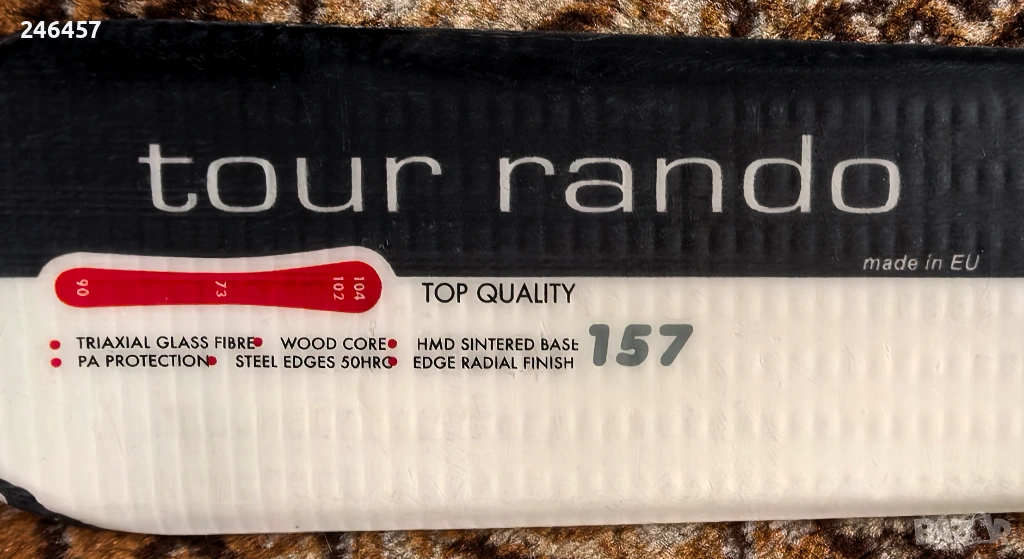 246457
tour rando
made in EU
90 73 102 104
TOP QUALITY
• TRIAXIAL GLASS FIBRE • WOOD CORE • HMD SINTERED BASE
• PA PROTECTION • STEEL EDGES 50HRC • EDGE RADIAL FINISH
157